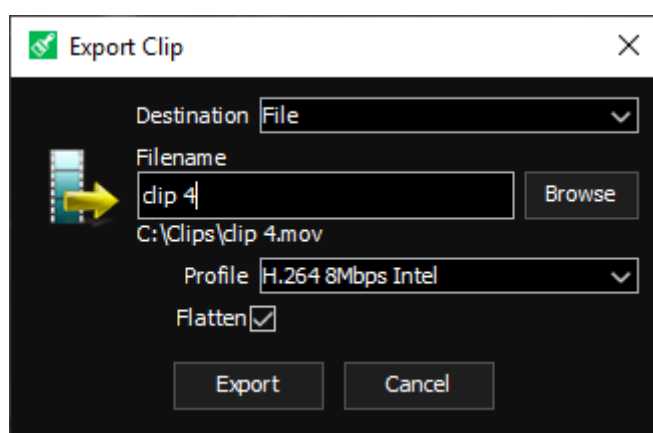 Export Clip
Destination File
Filename
clip 4
Browse
C:\Clips\clip 4.mov
Profile H.264 8Mbps Intel
Flatten
Export Cancel